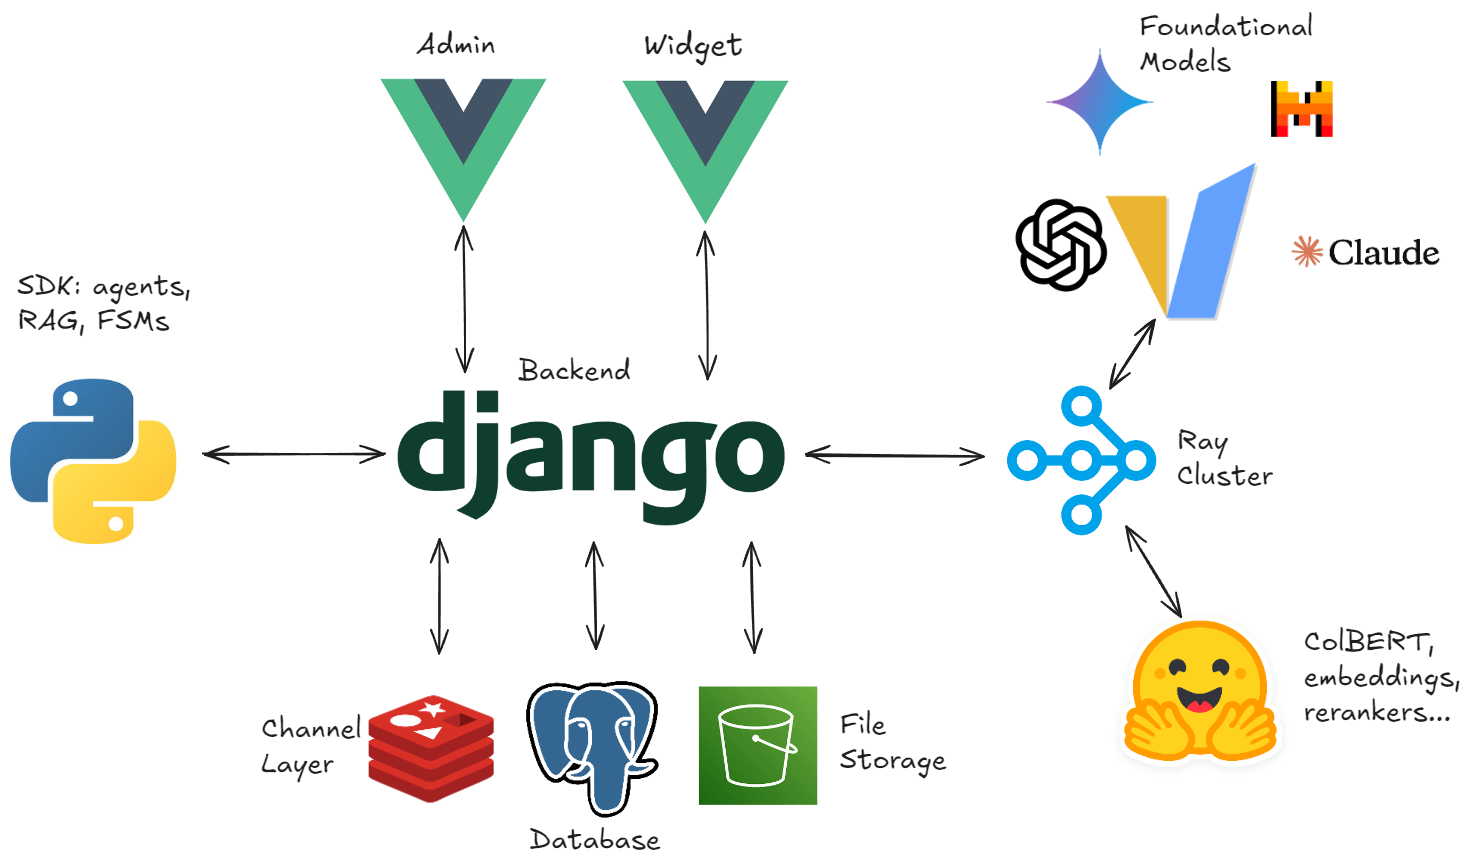 Admin
Widget
Foundational
Models
Claude
SDK: agents,
RAG, FSMs
Backend
django
Ray
Cluster
ColBERT,
embeddings,
rerankers...
Channel
Layer
File
Storage
Database